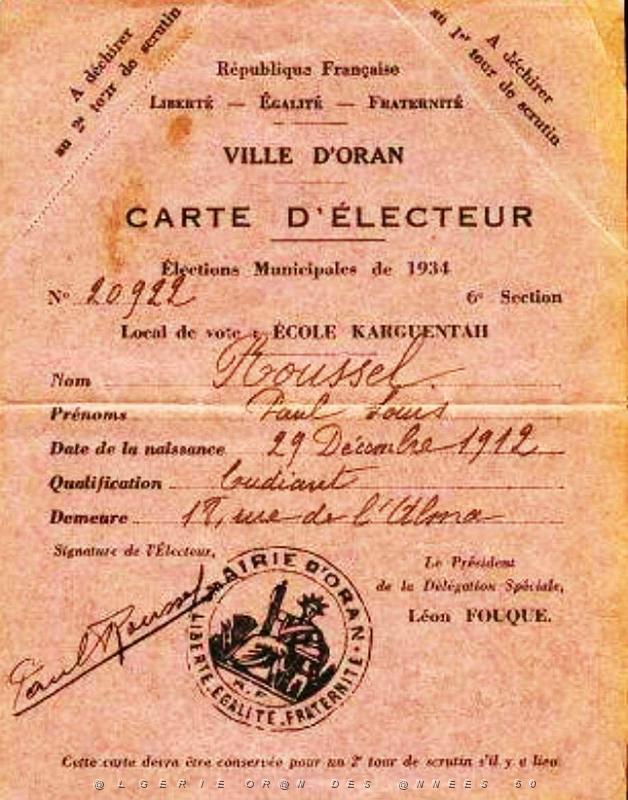 A déchirer
au 2e tour de scrutin
A déchirer
au 1er tour de scrutin
République Française
LIBERTÉ — ÉGALITÉ — FRATERNITÉ
VILLE D'ORAN
CARTE D'ÉLECTEUR
Élections Municipales de 1934
N° 20922 6e Section
Local de vote : ÉCOLE KARGUENTAH
Nom Roussel
Prénoms Paul Louis
Date de la naissance 29 Décembre 1912
Qualification Etudiant
Demeure 18, rue de l'Alma
Signature de l'Électeur,
Paul Roussel
Le Président
de la Délégation Spéciale,
Léon FOUQUE.
MAIRIE D'ORAN
R.F.
LIBERTÉ.ÉGALITÉ.FRATERNITÉ
Cette carte devra être conservée pour un 2e tour de scrutin s'il y a lieu
@LGERIE OR@N DES @NNEES 50